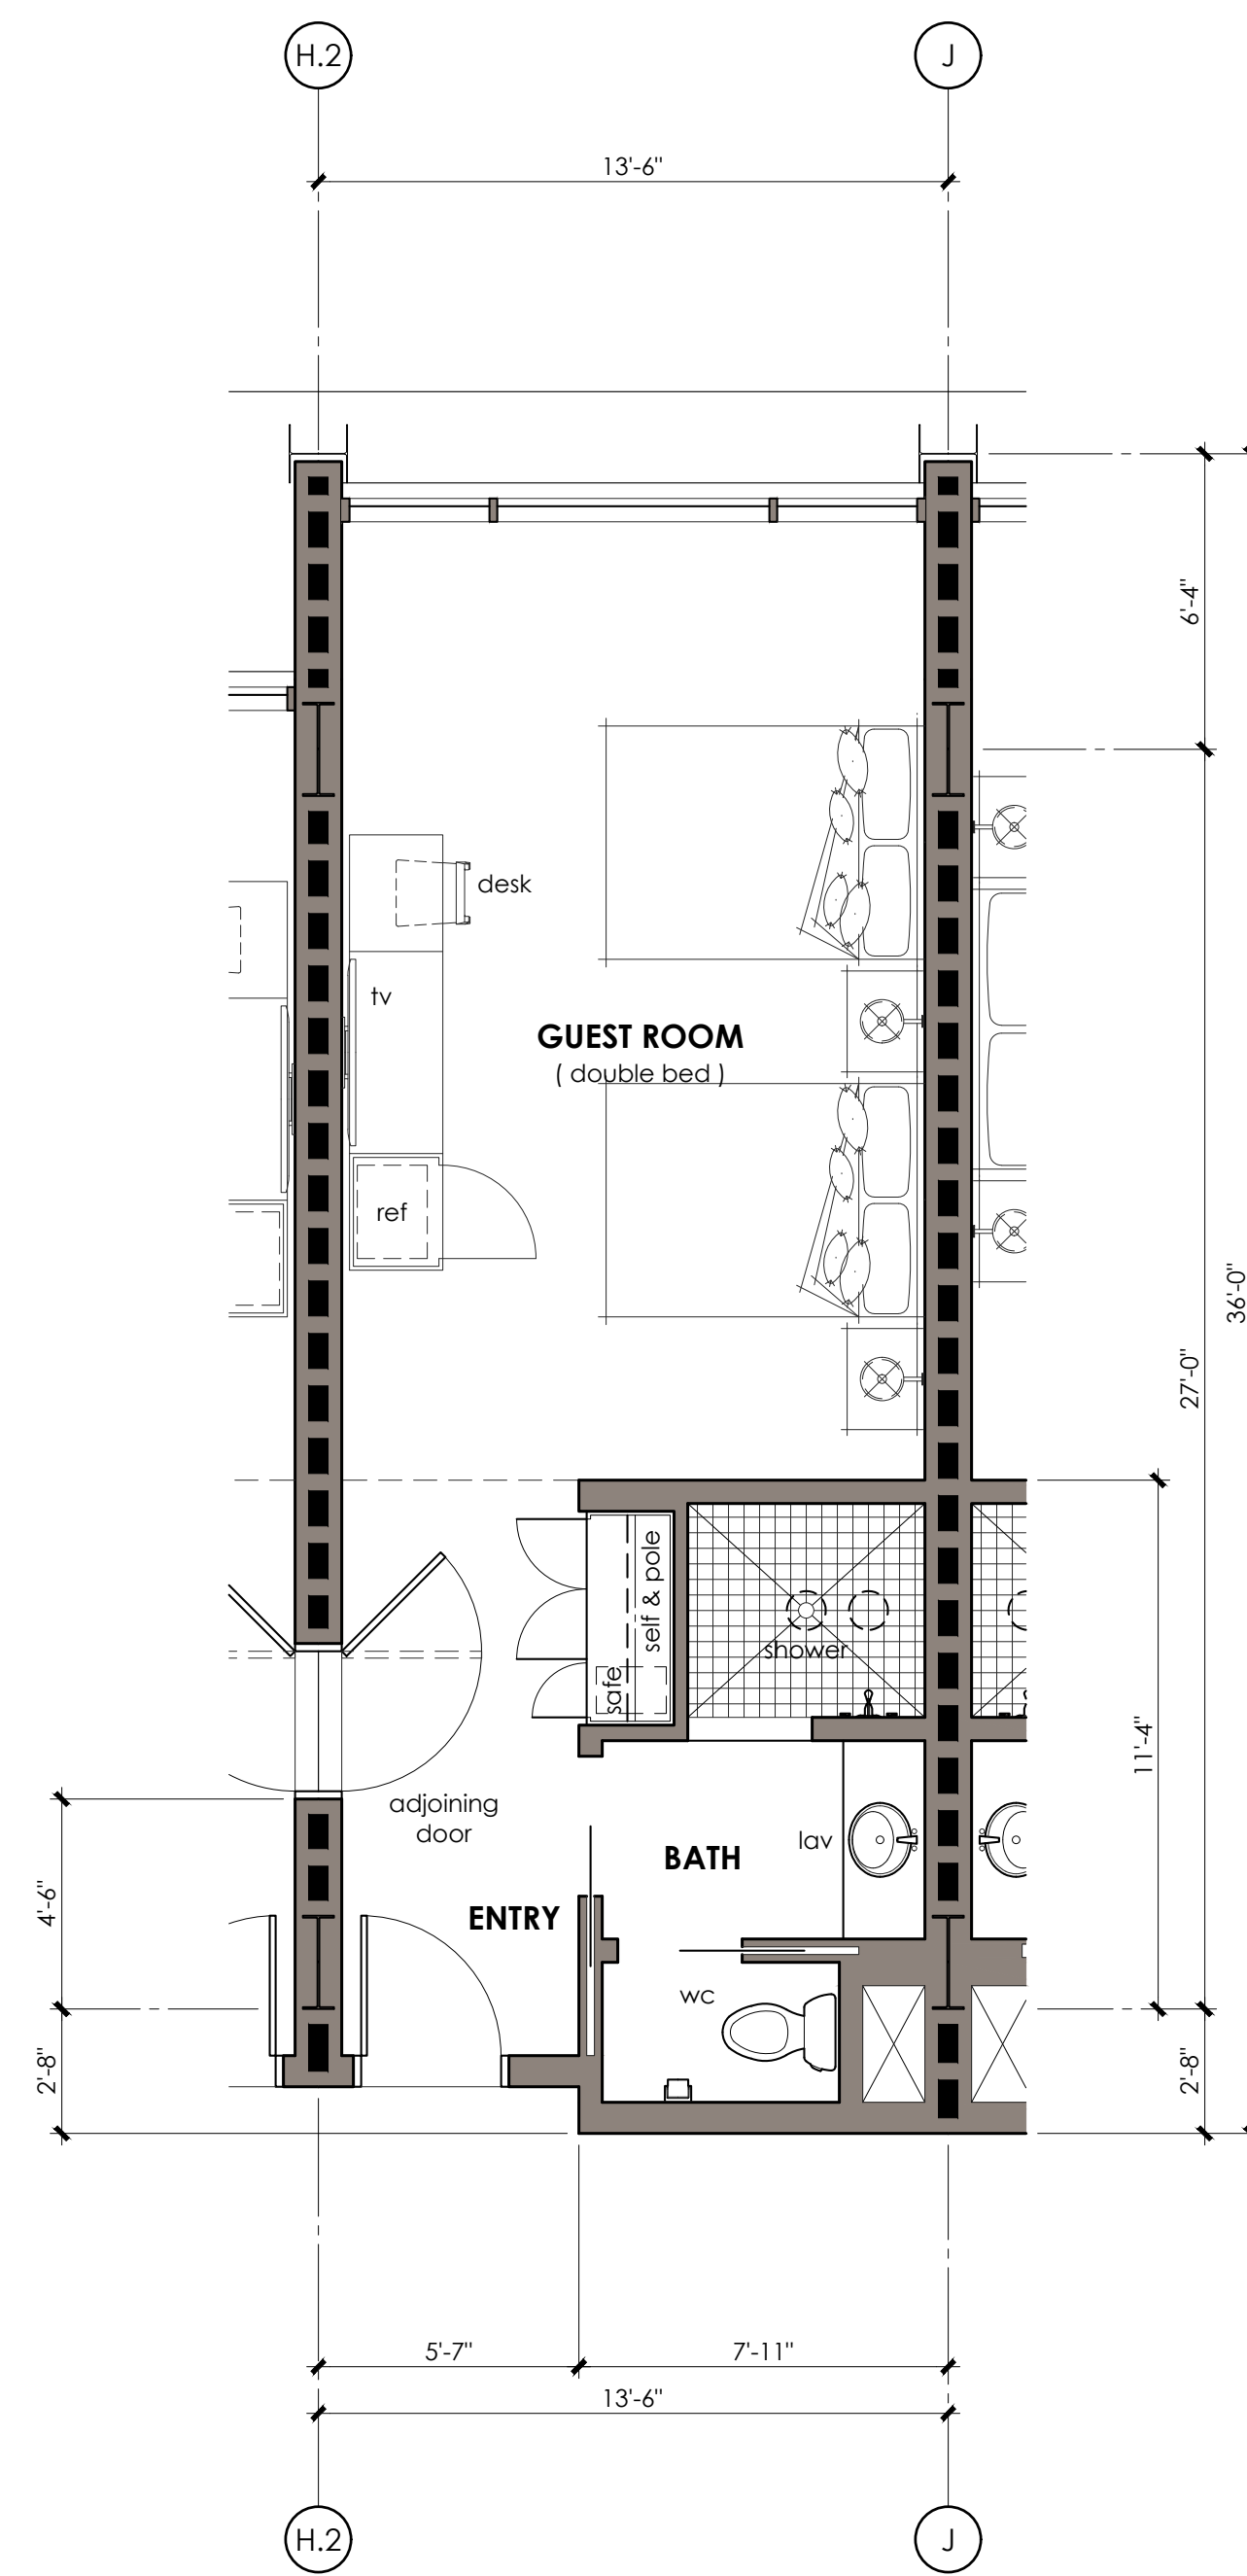 H.2
J
13'-6"
6'-4"
desk
tv
GUEST ROOM
( double bed )
ref
36'-0"
27'-0"
self & pole
shower
safe
11'-4"
adjoining
door
lav
BATH
4'-6"
ENTRY
wc
2'-8"
2'-8"
5'-7"
7'-11"
13'-6"
H.2
J